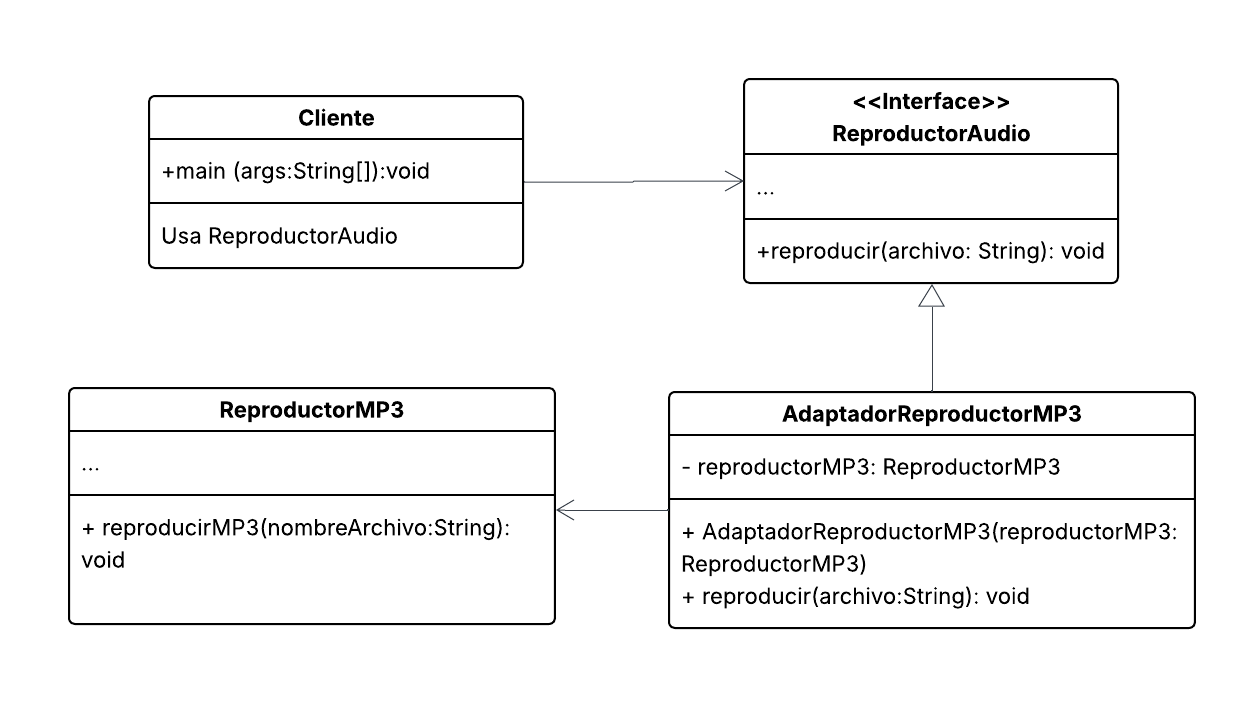 Cliente
+main (args:String[]):void
Usa ReproductorAudio
<<Interface>>
ReproductorAudio
...
+reproducir(archivo: String): void
ReproductorMP3
...
+ reproducirMP3(nombreArchivo:String):
void
AdaptadorReproductorMP3
- reproductorMP3: ReproductorMP3
+ AdaptadorReproductorMP3(reproductorMP3:
ReproductorMP3)
+ reproducir(archivo:String): void